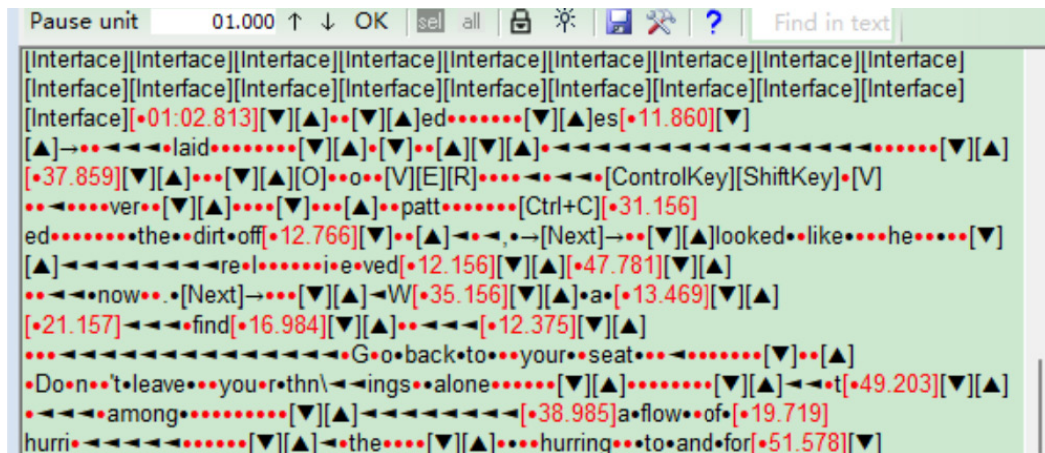 Pause unit 01.000 ↑ ↓ OK sel all ? Find in text
[Interface][Interface][Interface][Interface][Interface][Interface][Interface][Interface][Interface]
[Interface][Interface][Interface][Interface][Interface][Interface][Interface][Interface][Interface]
[Interface][•01:02.813][▼][▲]••[▼][▲]ed•••••••[▼][▲]es[•11.860][▼]
[▲]→••◄◄◄•laid••••••••[▼][▲]•[▼]••[▲][▼][▲]•◄◄◄◄◄◄◄◄◄◄◄◄◄◄◄◄◄••••••[▼][▲]
[•37.859][▼][▲]•••[▼][▲][O]••o••[V][E][R]••••◄•◄◄•[ControlKey][ShiftKey]•[V]
••◄••••ver••[▼][▲]••••[▼]•••[▲]••patt•••••••[Ctrl+C][•31.156]
ed••••••••the••dirt•off[•12.766][▼]••[▲]◄•◄,•→[Next]→••[▼][▲]looked••like••••he•••••[▼]
[▲]◄◄◄◄◄◄◄◄◄re•l••••••i•e•ved[•12.156][▼][▲][•47.781][▼][▲]
••◄◄•now••.•[Next]→•••[▼][▲]◄W[•35.156][▼][▲]•a•[•13.469][▼][▲]
[•21.157]◄◄◄•find[•16.984][▼][▲]••◄◄◄[•12.375][▼][▲]
•••◄◄◄◄◄◄◄◄◄◄◄◄◄◄◄•G•o•back•to•••your••seat•••◄•••••••[▼]••[▲]
•Do•n••'t•leave•••you•r•thn\◄◄ings••alone••••••[▼][▲]••••••••[▼][▲]◄◄•t[•49.203][▼][▲]
•◄◄◄•among••••••••••[▼][▲]◄◄◄◄◄◄◄◄[•38.985]a•flow••of•[•19.719]
hurri•◄◄◄◄◄••••••[▼][▲]◄•the••••[▼][▲]••••hurring•••to•and•for[•51.578][▼]